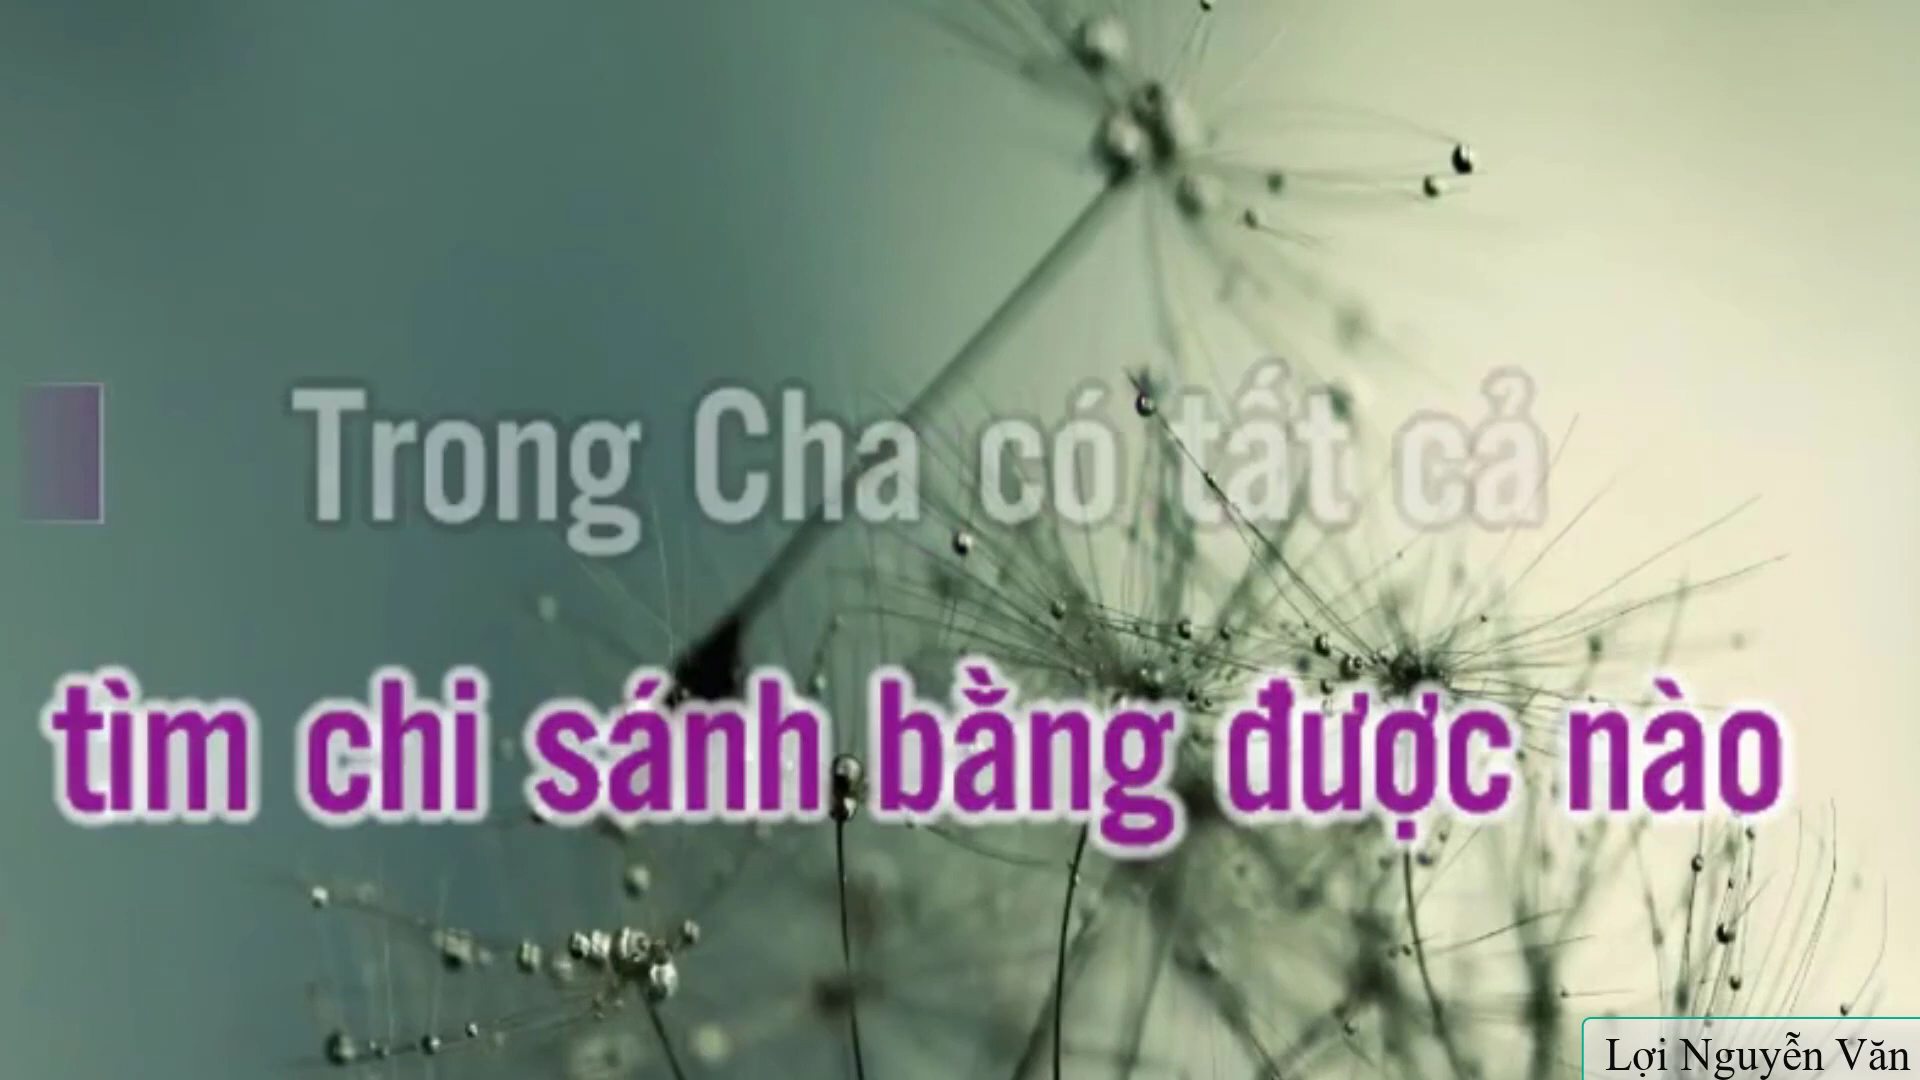 Trong Cha có tất cả
tìm chi sánh bằng được nào
Lợi Nguyễn Văn